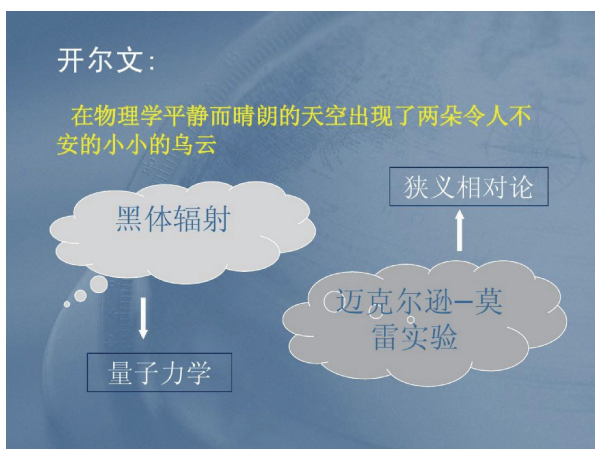 开尔文:
在物理学平静而晴朗的天空出现了两朵令人不
安的小小的乌云
狭义相对论
黑体辐射
迈克尔逊—莫
雷实验
量子力学